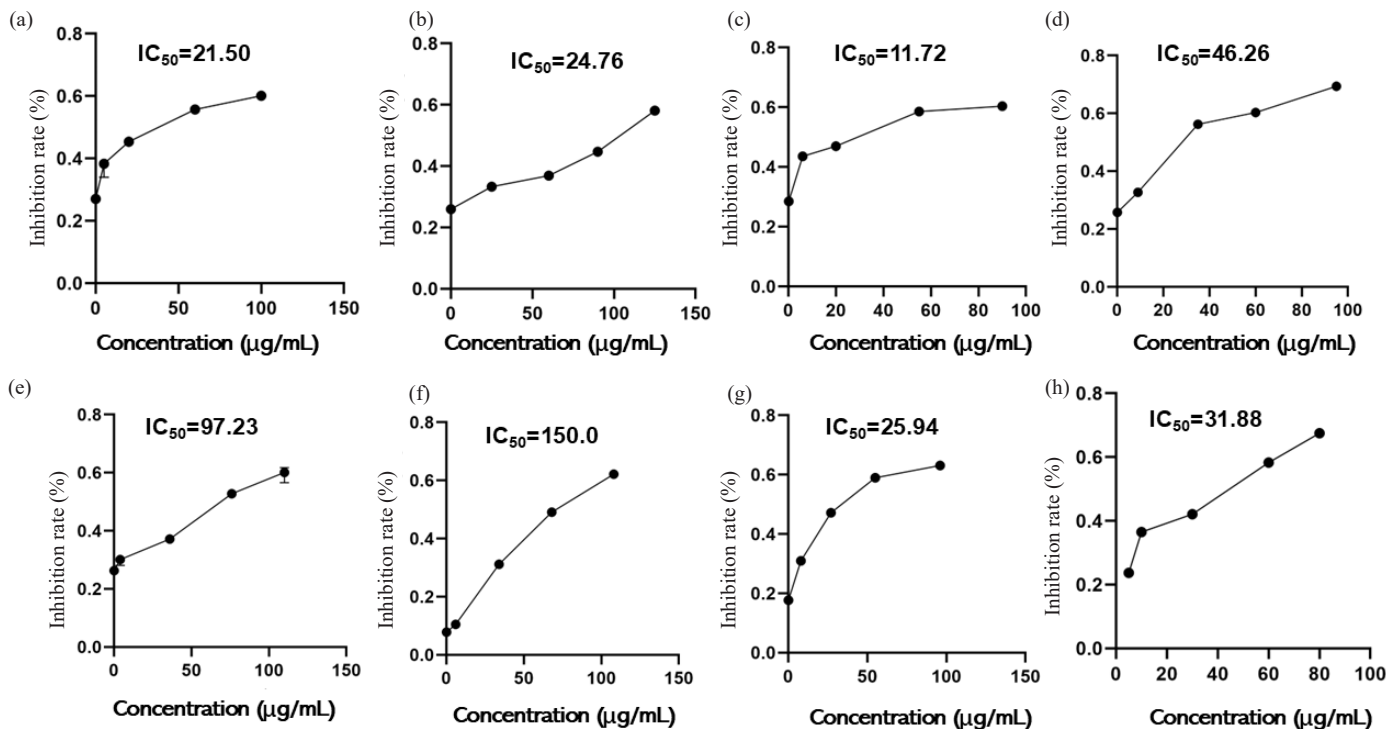 (a)
IC50=21.50
Inhibition rate (%)
0.8
0.6
0.4
0.2
0.0
0
50
100
150
Concentration (μg/mL)
(b)
IC50=24.76
Inhibition rate (%)
0.8
0.6
0.4
0.2
0.0
0
50
100
150
Concentration (μg/mL)
(c)
IC50=11.72
Inhibition rate (%)
0.8
0.6
0.4
0.2
0.0
0
20
40
60
80
100
Concentration (μg/mL)
(d)
IC50=46.26
Inhibition rate (%)
0.8
0.6
0.4
0.2
0.0
0
20
40
60
80
100
Concentration (μg/mL)
(e)
IC50=97.23
Inhibition rate (%)
0.8
0.6
0.4
0.2
0.0
0
50
100
150
Concentration (μg/mL)
(f)
IC50=150.0
Inhibition rate (%)
0.8
0.6
0.4
0.2
0.0
0
50
100
150
Concentration (μg/mL)
(g)
IC50=25.94
Inhibition rate (%)
0.8
0.6
0.4
0.2
0.0
0
50
100
150
Concentration (μg/mL)
(h)
IC50=31.88
Inhibition rate (%)
0.8
0.6
0.4
0.2
0.0
0
20
40
60
80
100
Concentration (μg/mL)